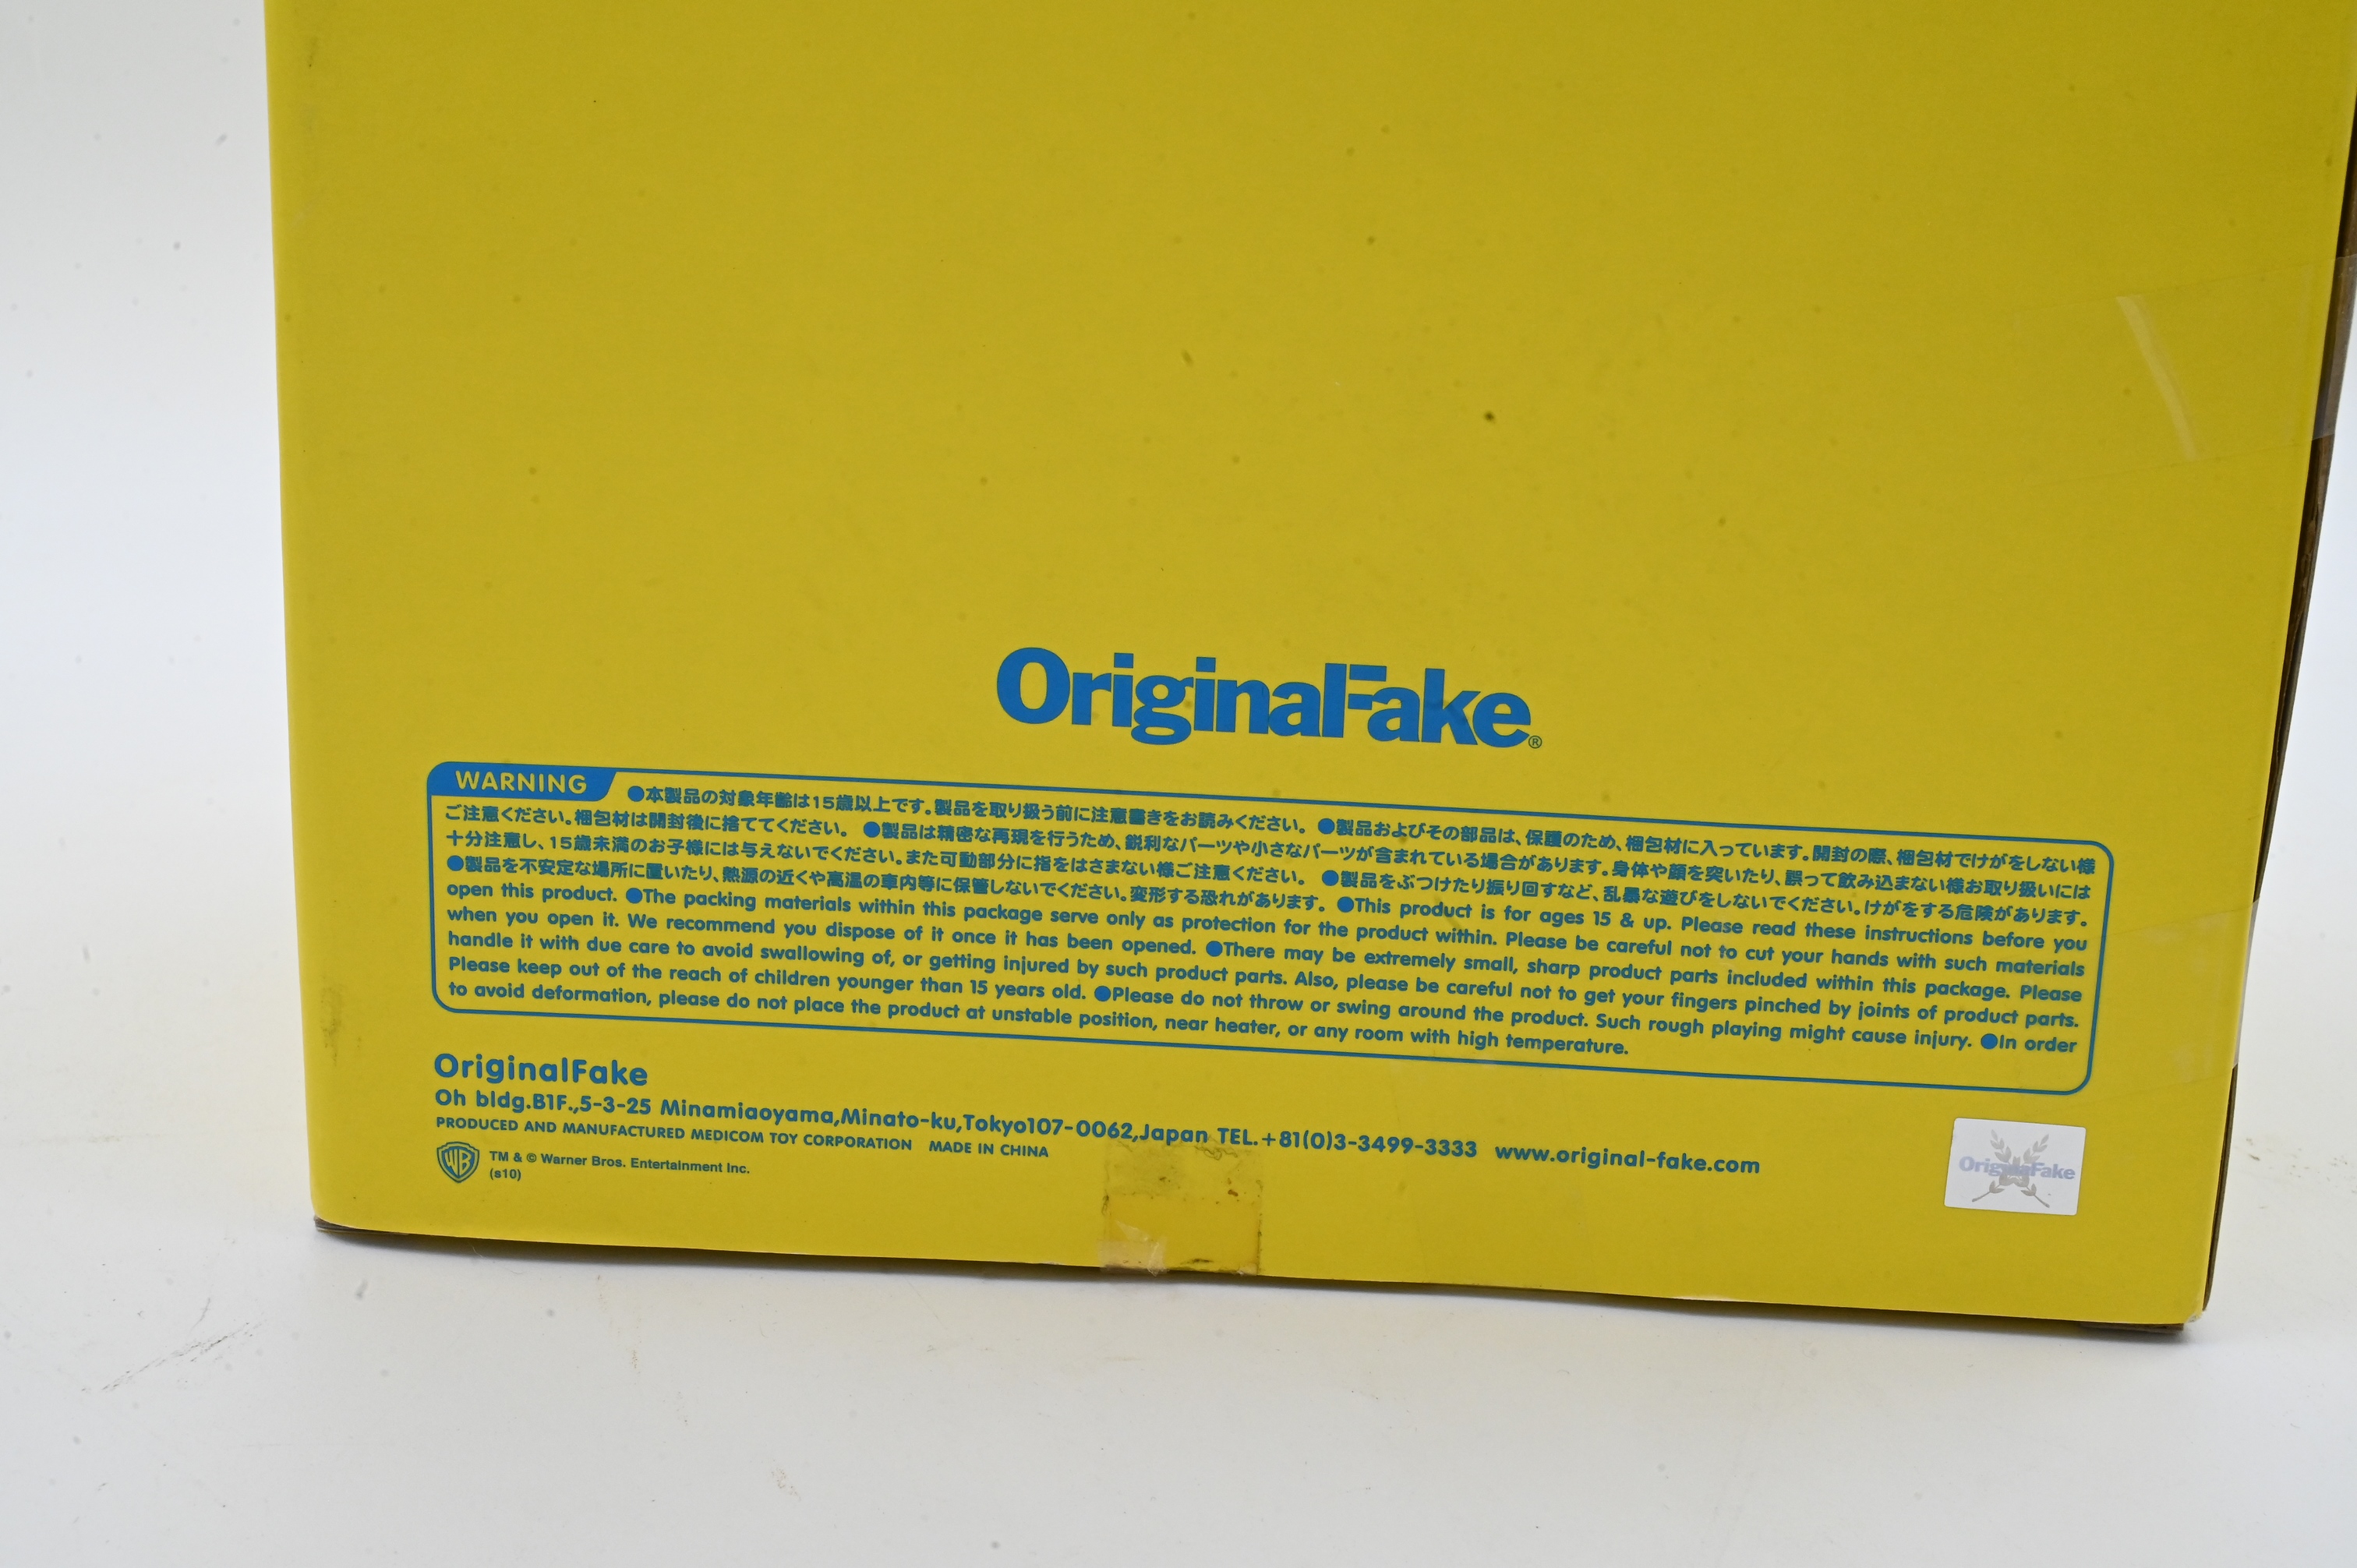 OriginalFake®
WARNING
●本製品の対象年齢は15歳以上です。製品を取り扱う前に注意書きをお読みください。 ●製品およびその部品は、保護のため、梱包材に入っています。開封の際、梱包材でけがをしない様
ご注意ください。梱包材は開封後に捨ててください。 ●製品は精密な再現を行うため、鋭利なパーツや小さなパーツが含まれている場合があります。身体や顔を突いたり、誤って飲み込まない様お取り扱いには
十分注意し、15歳未満のお子様には与えないでください。また可動部分に指をはさまない様ご注意ください。 ●製品をぶつけたり振り回すなど、乱暴な遊びをしないでください。けがをする危険があります。
●製品を不安定な場所に置いたり、熱源の近くや高温の車内等に保管しないでください。変形する恐れがあります。 ●This product is for ages 15 & up. Please read these instructions before you
open this product. ●The packing materials within this package serve only as protection for the product within. Please be careful not to cut your hands with such materials
when you open it. We recommend you dispose of it once it has been opened. ●There may be extremely small, sharp product parts included within this package. Please
handle it with due care to avoid swallowing of, or getting injured by such product parts. Also, please be careful not to get your fingers pinched by joints of product parts.
Please keep out of the reach of children younger than 15 years old. ●Please do not throw or swing around the product. Such rough playing might cause injury. ●In order
to avoid deformation, please do not place the product at unstable position, near heater, or any room with high temperature.
OriginalFake
Oh bldg.B1F.,5-3-25 Minamiaoyama,Minato-ku,Tokyo107-0062,Japan TEL.+81(0)3-3499-3333 www.original-fake.com
PRODUCED AND MANUFACTURED MEDICOM TOY CORPORATION MADE IN CHINA
WB TM & © Warner Bros. Entertainment Inc.
(s10)
OriginalFake